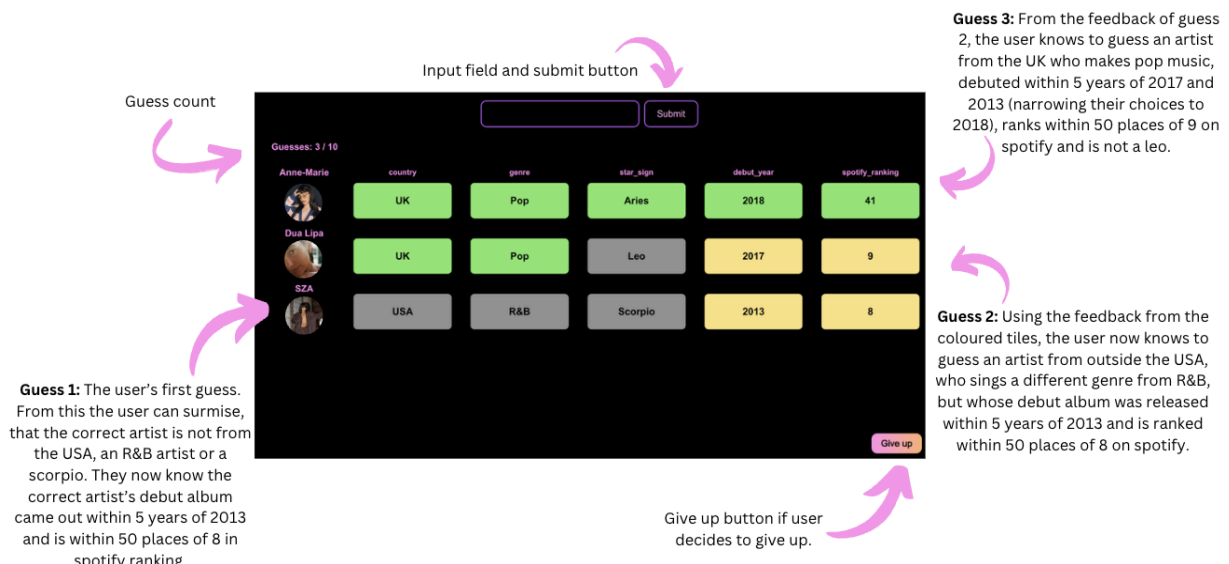 Guess count
Input field and submit button
Guess 3: From the feedback of guess
2, the user knows to guess an artist
from the UK who makes pop music,
debuted within 5 years of 2017 and
2013 (narrowing their choices to
2018), ranks within 50 places of 9 on
spotify and is not a leo.
Submit
Guesses: 3 / 10
country genre star_sign debut_year spotify_ranking
Anne-Marie
UK Pop Aries 2018 41
Dua Lipa
UK Pop Leo 2017 9
SZA
USA R&B Scorpio 2013 8
Give up
Guess 1: The user’s first guess.
From this the user can surmise,
that the correct artist is not from
the USA, an R&B artist or a
scorpio. They now know the
correct artist’s debut album
came out within 5 years of 2013
and is within 50 places of 8 in
spotify ranking
Guess 2: Using the feedback from the
coloured tiles, the user now knows to
guess an artist from outside the USA,
who sings a different genre from R&B,
but whose debut album was released
within 5 years of 2013 and is ranked
within 50 places of 8 on spotify.
Give up button if user
decides to give up.